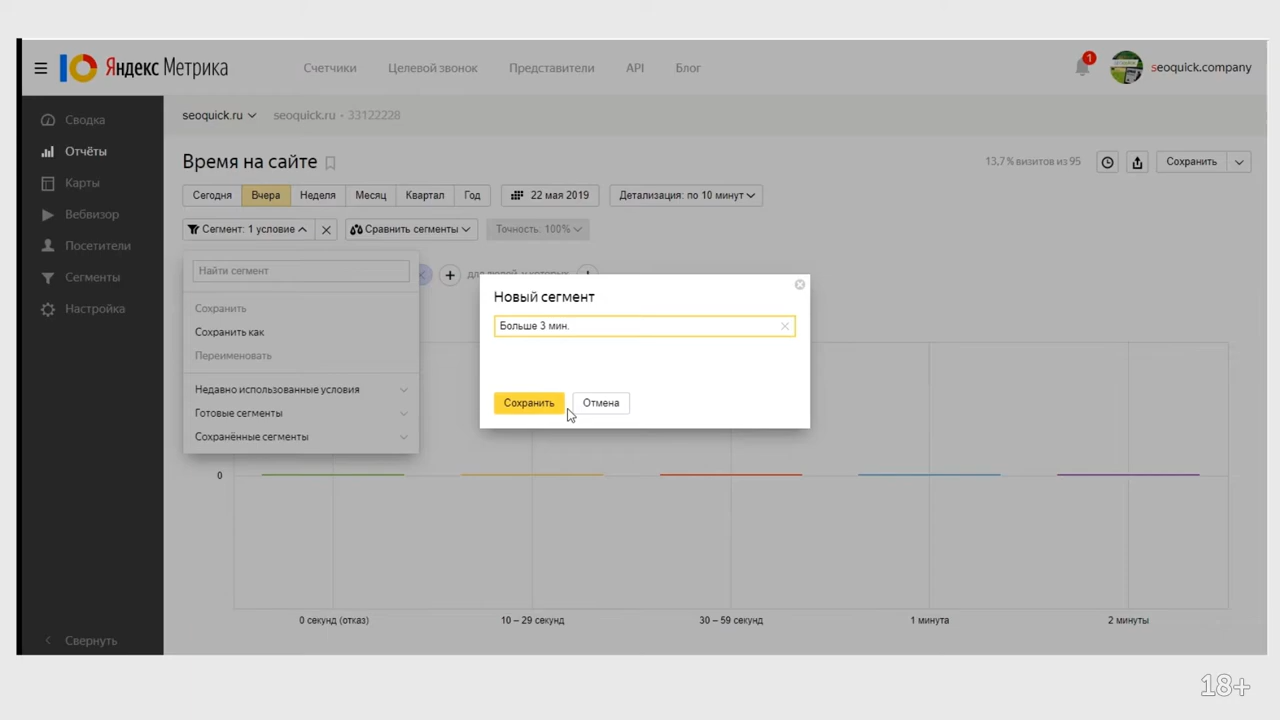 Яндекс Метрика
Счетчики
Целевой звонок
Представители
API
Блог
1
seoquick.company
Сводка
Отчёты
Карты
Вебвизор
Посетители
Сегменты
Настройка
Свернуть
seoquick.ru
seoquick.ru • 33122228
Время на сайте
13,7 % визитов из 95
Сохранить
Сегодня
Вчера
Неделя
Месяц
Квартал
Год
22 мая 2019
Детализация: по 10 минут
Сегмент: 1 условие
Сравнить сегменты
Точность: 100%
Найти сегмент
Сохранить
Сохранить как
Переименовать
Недавно использованные условия
Готовые сегменты
Сохранённые сегменты
для людей, у которых
Новый сегмент
Больше 3 мин.
Сохранить
Отмена
0
0 секунд (отказ)
10 – 29 секунд
30 – 59 секунд
1 минута
2 минуты
18+